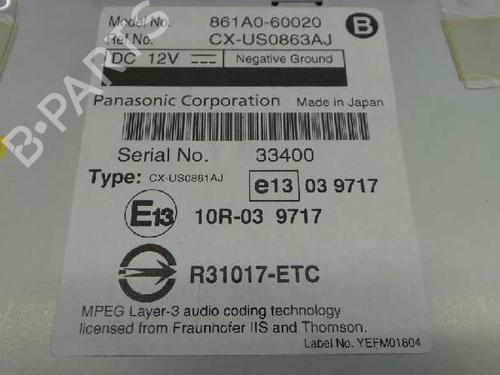 Model No. 861A0-60020 B
Ref.No. CX-US0863AJ
DC 12V Negative Ground
Panasonic Corporation Made in Japan
Serial No. 33400
Type: CX-US0861AJ e13 03 9717
E13 10R-03 9717
R31017-ETC
MPEG Layer-3 audio coding technology
licensed from Fraunhofer IIS and Thomson.
Label No. YEFM01804
B-PARTS